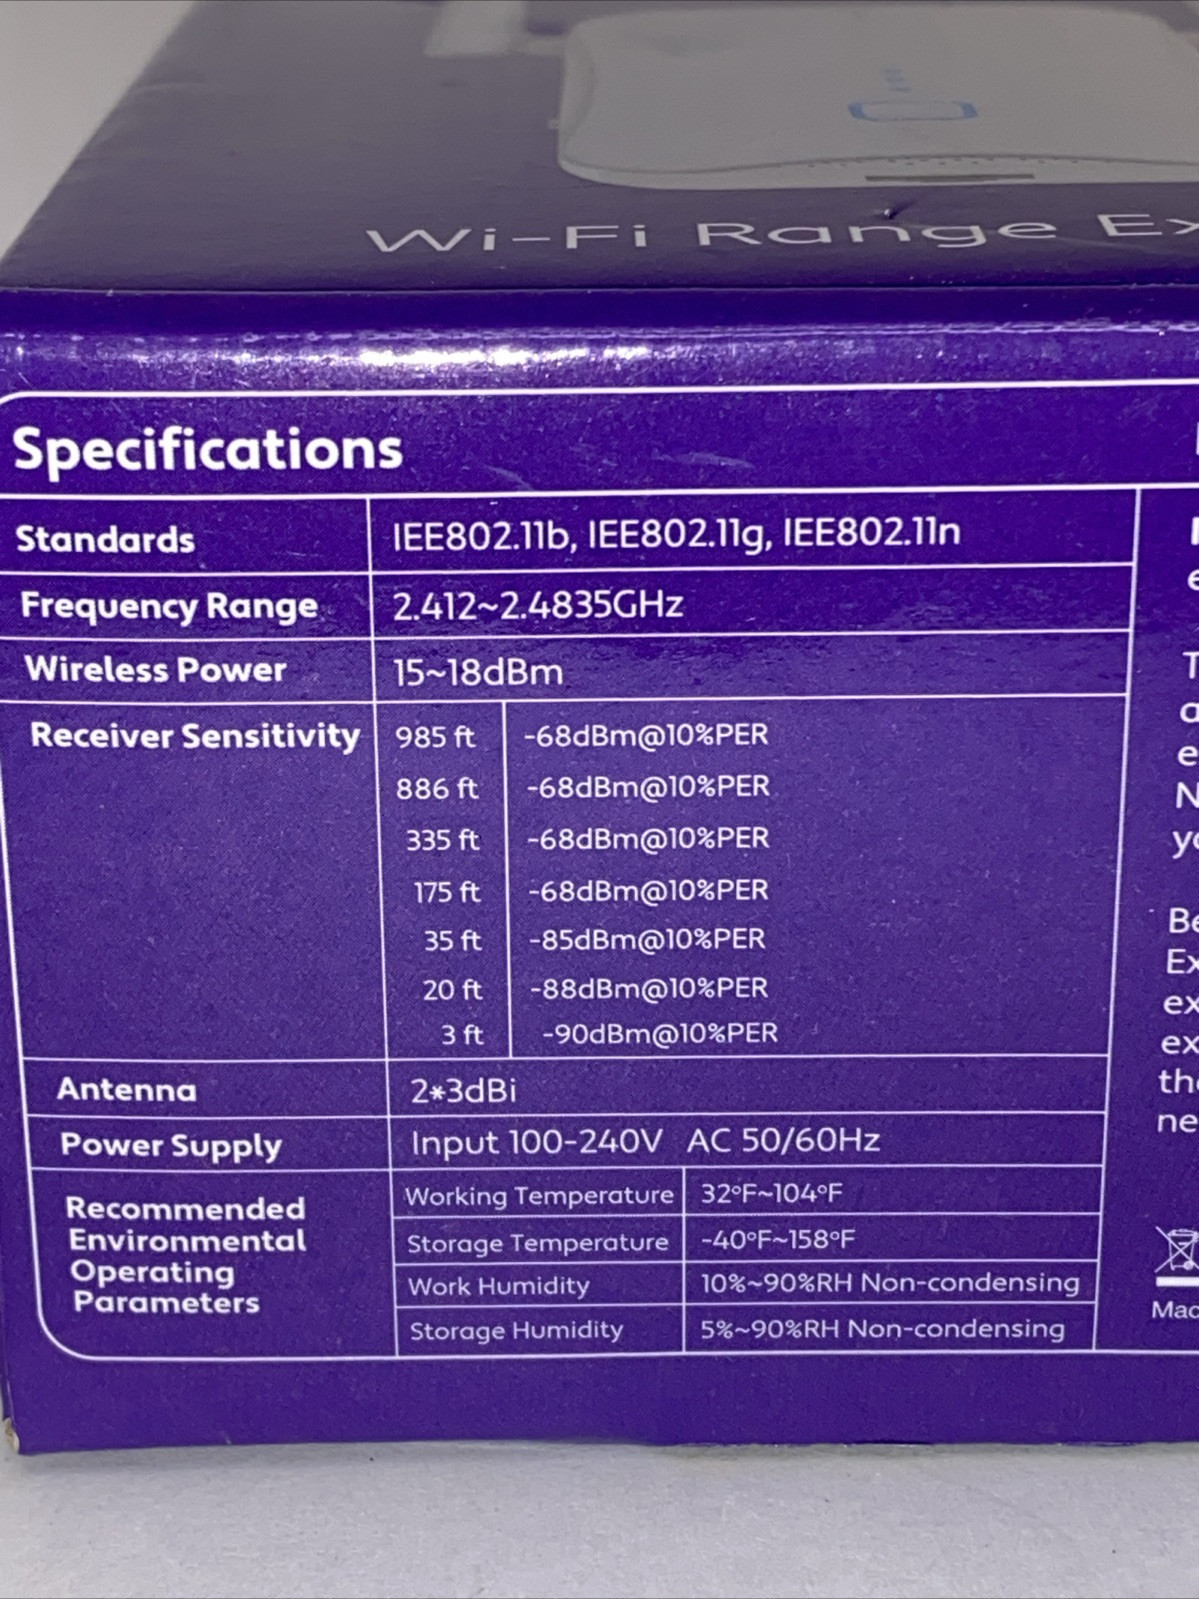 Wi-Fi Range
Specifications
Standards IEE802.11b, IEE802.11g, IEE802.11n
Frequency Range 2.412~2.4835GHz
Wireless Power 15~18dBm
Receiver Sensitivity 985 ft -68dBm@10%PER
886 ft -68dBm@10%PER
335 ft -68dBm@10%PER
175 ft -68dBm@10%PER
35 ft -85dBm@10%PER
20 ft -88dBm@10%PER
3 ft -90dBm@10%PER
Antenna 2*3dBi
Power Supply Input 100-240V AC 50/60Hz
Recommended
Environmental
Operating
Parameters
Working Temperature 32°F~104°F
Storage Temperature -40°F~158°F
Work Humidity 10%~90%RH Non-condensing
Storage Humidity 5%~90%RH Non-condensing